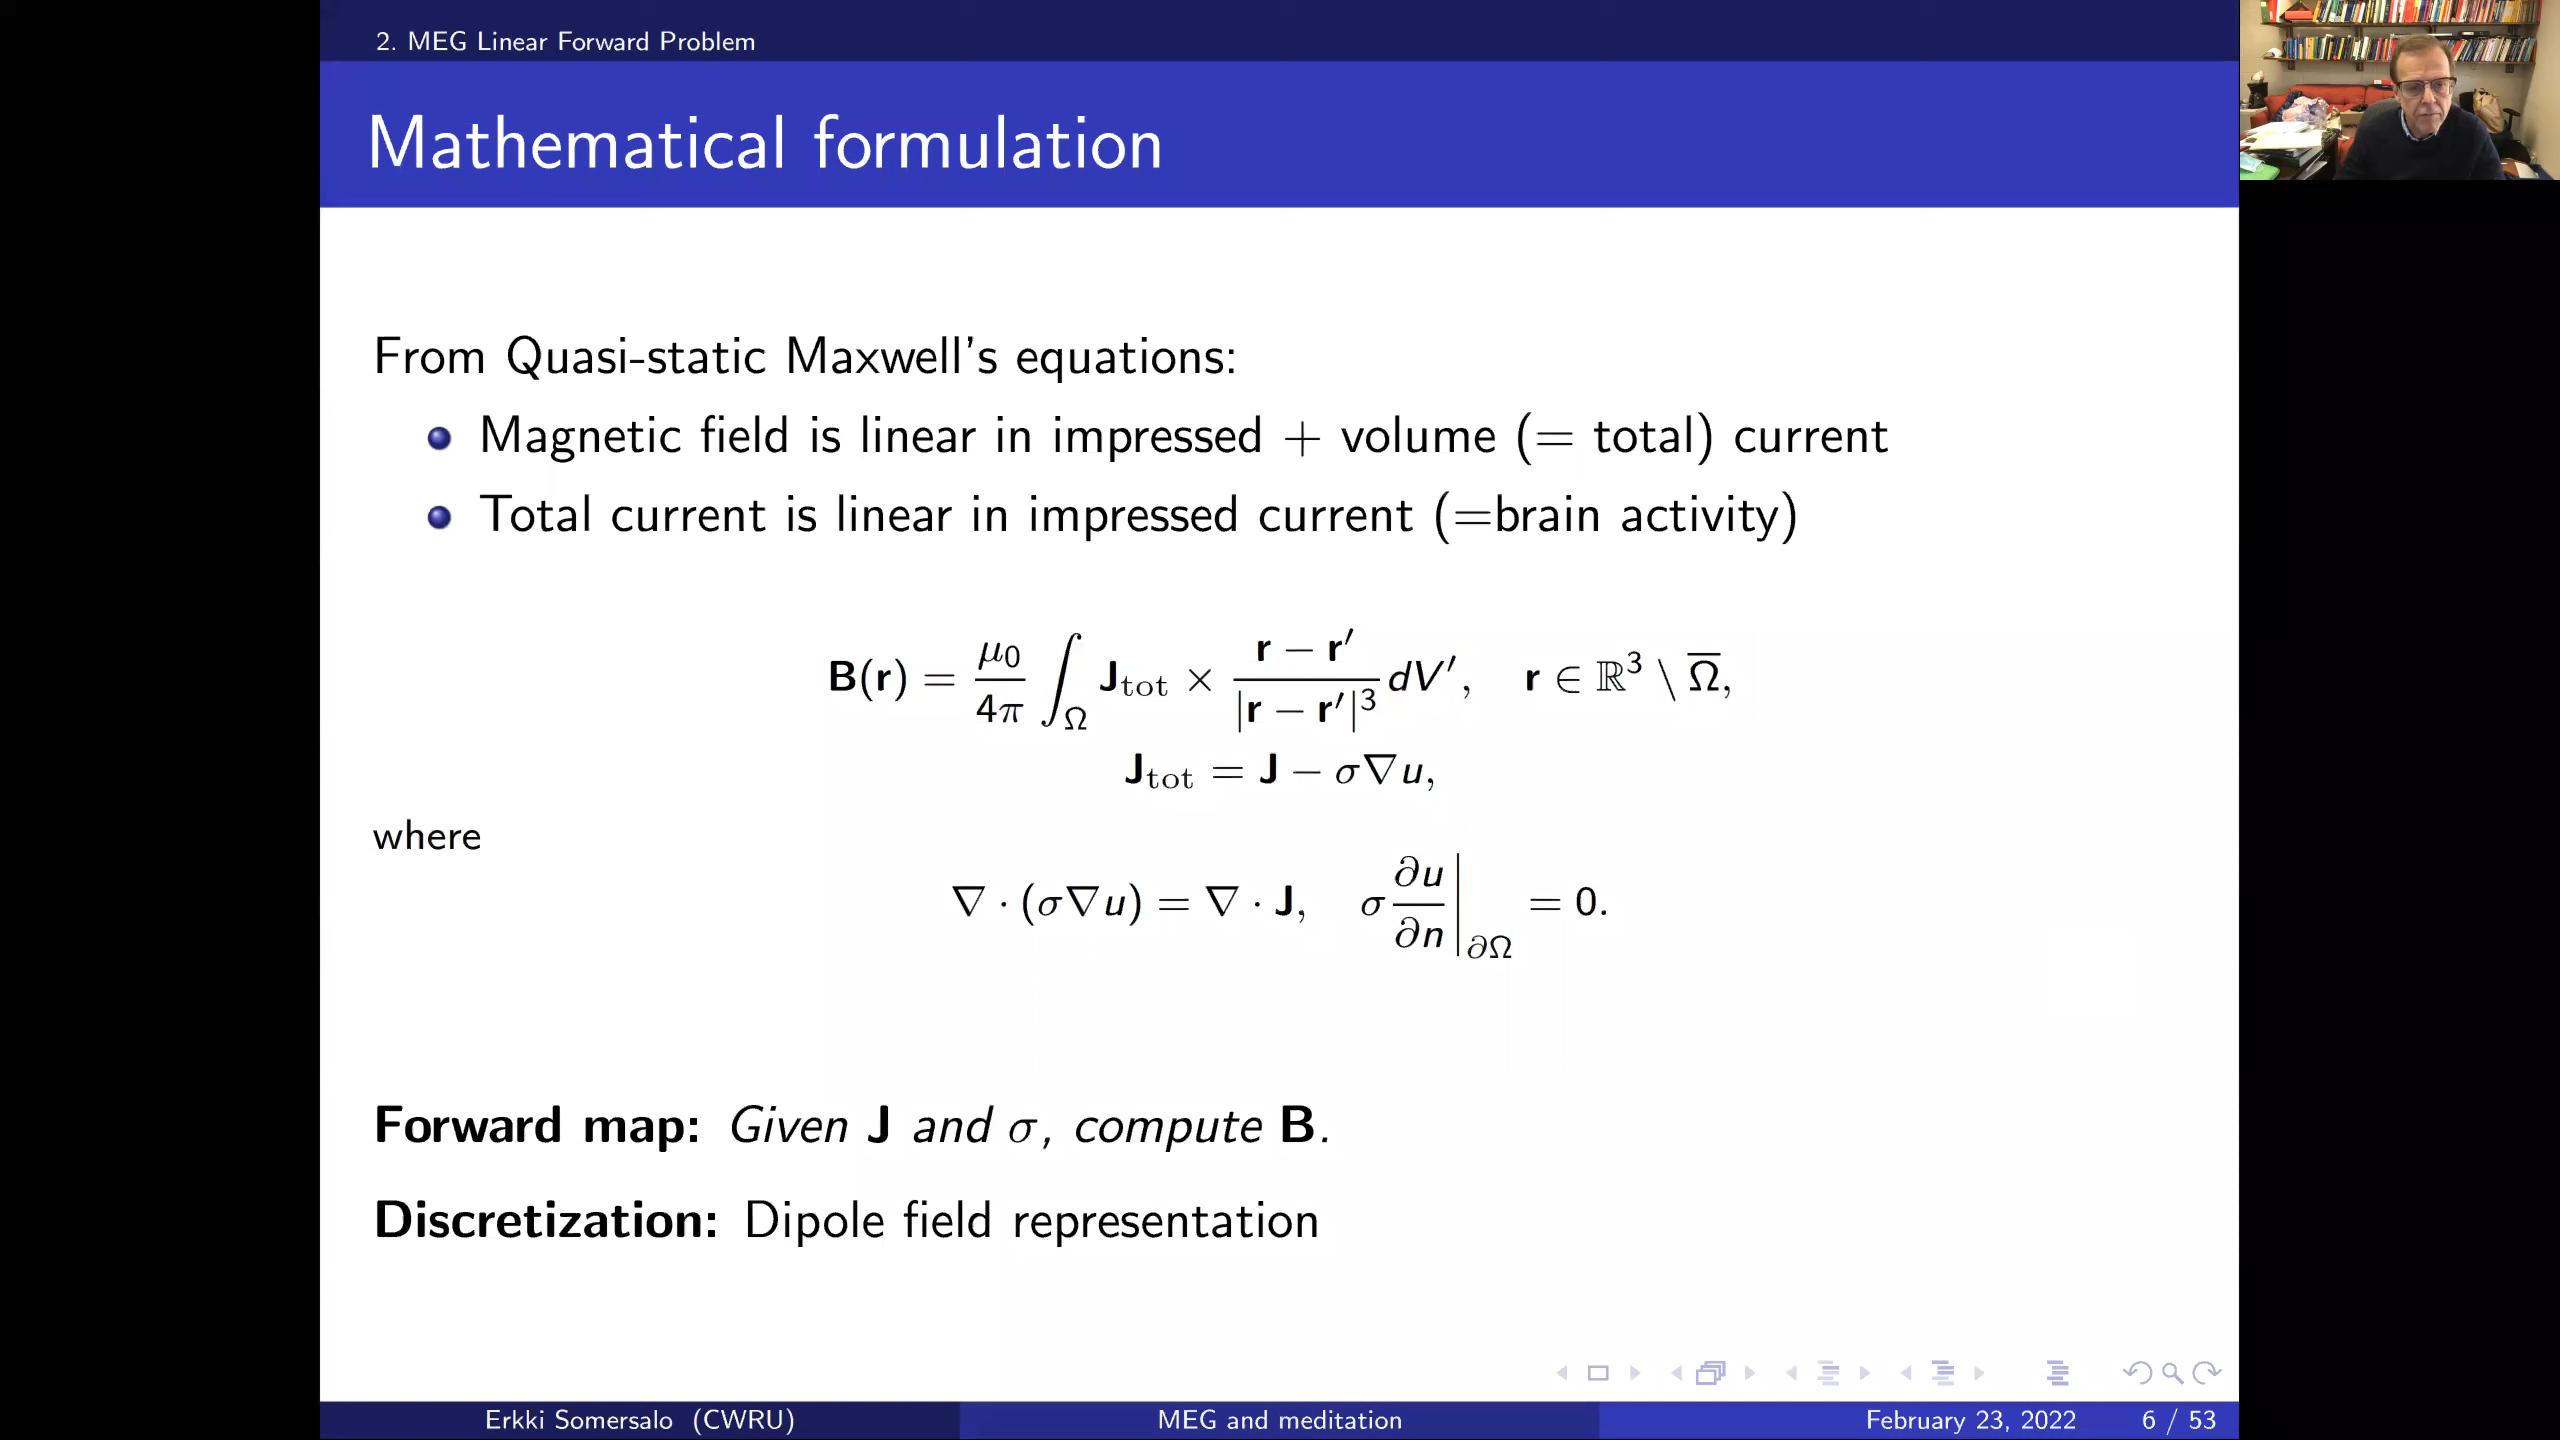 2. MEG Linear Forward Problem
Mathematical formulation
From Quasi-static Maxwell's equations:
Magnetic field is linear in impressed + volume (= total) current
Total current is linear in impressed current (=brain activity)
B(r) = μ₀/4π ∫_Ω J_tot × (r − r′)/|r − r′|³ dV′, r ∈ ℝ³ \ Ω̅,
J_tot = J − σ∇u,
where
∇ · (σ∇u) = ∇ · J, σ ∂u/∂n |_∂Ω = 0.
Forward map: Given J and σ, compute B.
Discretization: Dipole field representation
Erkki Somersalo (CWRU) MEG and meditation February 23, 2022 6 / 53